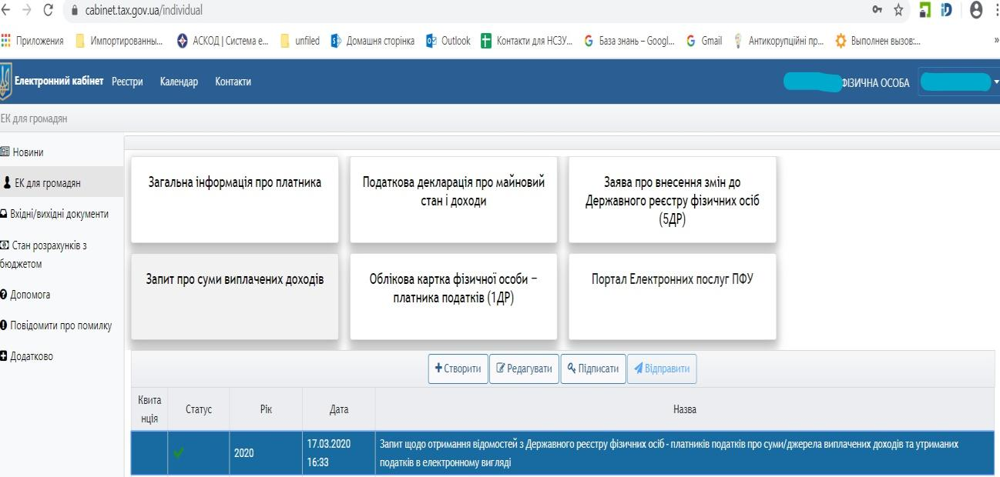 cabinet.tax.gov.ua/individual
Приложения Импортированны... АСКОД | Система е... unfiled Домашня сторінка Outlook Контакти для НСЗУ... База знань – Googl... Gmail Антикорупційні пр... Выполнен вызов:... »
Електронний кабінет Реєстри Календар Контакти ФІЗИЧНА ОСОБА
ЕК для громадян
Новини
ЕК для громадян
Вхідні/вихідні документи
Стан розрахунків з
бюджетом
Допомога
Повідомити про помилку
Додатково
Загальна інформація про платника
Податкова декларація про майновий
стан і доходи
Заява про внесення змін до
Державного реєстру фізичних осіб
(5ДР)
Запит про суми виплачених доходів
Облікова картка фізичної особи –
платника податків (1ДР)
Портал Електронних послуг ПФУ
Створити Редагувати Підписати Відправити
Квита
нція
Статус Рік Дата Назва
2020
17.03.2020
16:33
Запит щодо отримання відомостей з Державного реєстру фізичних осіб - платників податків про суми/джерела виплачених доходів та утриманих
податків в електронному вигляді